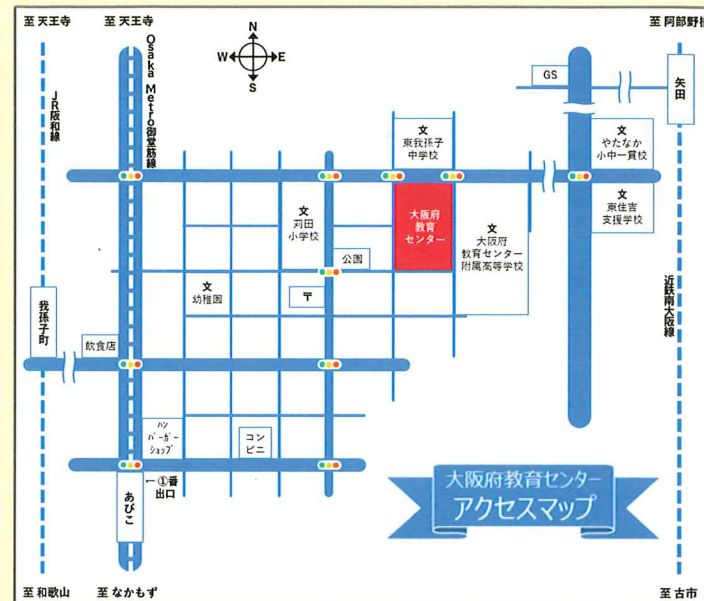 至 天王寺
至 天王寺
至 阿部野橋
N
W
E
S
GS
矢田
JR阪和線
Osaka Metro御堂筋線
文
東我孫子
中学校
文
やたなか
小中一貫校
文
苅田
小学校
大阪府
教育
センター
文
東住吉
支援学校
文
大阪府
教育センター
附属高等学校
公園
文
幼稚園
〒
近鉄南大阪線
我孫子町
飲食店
ハン
バーガー
ショップ
コン
ビニ
←①番
出口
あびこ
大阪府教育センター
アクセスマップ
至 和歌山
至 なかもず
至 古市